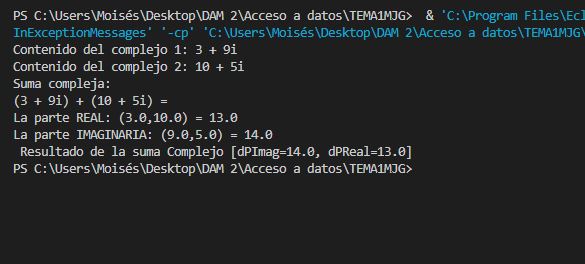 PS C:\Users\Moisés\Desktop\DAM 2\Acceso a datos\TEMA1MJG>  & 'C:\Program Files\Ecl
InExceptionMessages' '-cp' 'C:\Users\Moisés\Desktop\DAM 2\Acceso a datos\TEMA1MJG\
Contenido del complejo 1: 3 + 9i
Contenido del complejo 2: 10 + 5i
Suma compleja:
(3 + 9i) + (10 + 5i) =
La parte REAL: (3.0,10.0) = 13.0
La parte IMAGINARIA: (9.0,5.0) = 14.0
 Resultado de la suma Complejo [dPImag=14.0, dPReal=13.0]
PS C:\Users\Moisés\Desktop\DAM 2\Acceso a datos\TEMA1MJG>